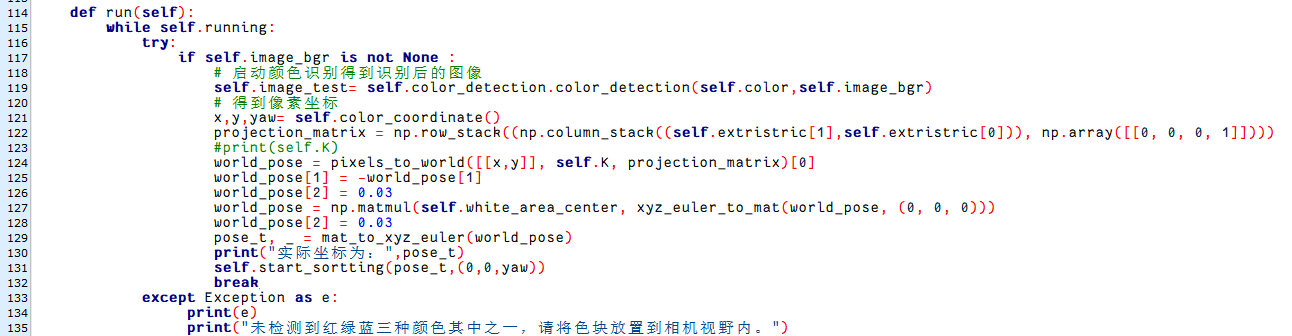 114 def run(self):
115 while self.running:
116 try:
117 if self.image_bgr is not None :
118 # 启动颜色识别得到识别后的图像
119 self.image_test= self.color_detection.color_detection(self.color,self.image_bgr)
120 # 得到像素坐标
121 x,y,yaw= self.color_coordinate()
122 projection_matrix = np.row_stack((np.column_stack((self.extristric[1],self.extristric[0])), np.array([[0, 0, 0, 1]])))
123 #print(self.K)
124 world_pose = pixels_to_world([[x,y]], self.K, projection_matrix)[0]
125 world_pose[1] = -world_pose[1]
126 world_pose[2] = 0.03
127 world_pose = np.matmul(self.white_area_center, xyz_euler_to_mat(world_pose, (0, 0, 0)))
128 world_pose[2] = 0.03
129 pose_t, _ = mat_to_xyz_euler(world_pose)
130 print("实际坐标为：",pose_t)
131 self.start_sortting(pose_t,(0,0,yaw))
132 break
133 except Exception as e:
134 print(e)
135 print("未检测到红绿蓝三种颜色其中之一，请将色块放置到相机视野内。")